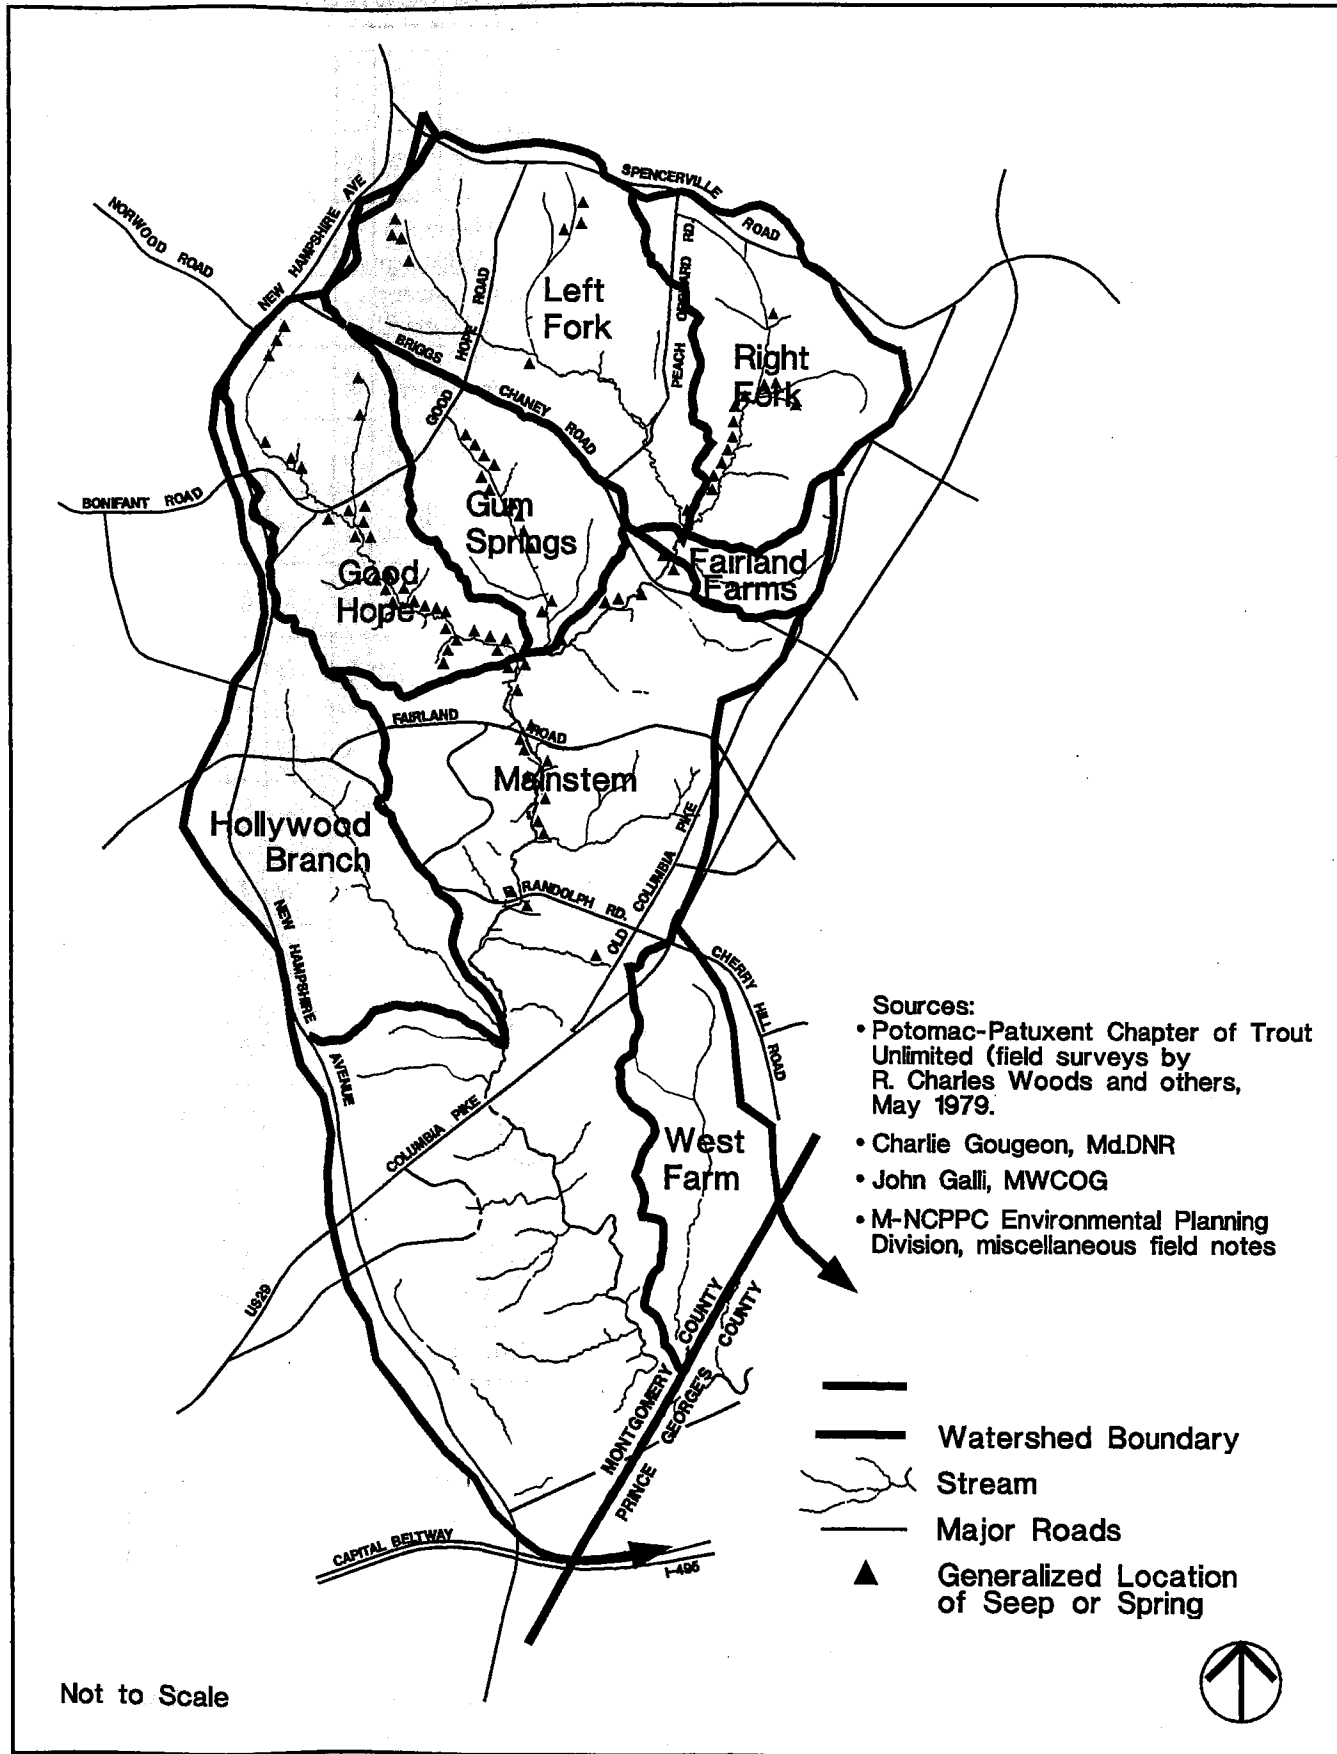 SPENCERVILLE
ROAD
NORWOOD ROAD
NEW HAMPSHIRE AVE
PEACH ORCHARD RD.
GOOD HOPE ROAD
Left
Fork
BRIGGS CHANEY ROAD
Right
Fork
BONIFANT ROAD
Gum
Springs
Fairland
Farms
Good
Hope
FAIRLAND ROAD
Mainstem
Hollywood
Branch
OLD COLUMBIA PIKE
RANDOLPH RD.
NEW HAMPSHIRE
AVENUE
CHERRY HILL ROAD
COLUMBIA PIKE
US29
West
Farm
MONTGOMERY COUNTY
PRINCE GEORGE'S COUNTY
CAPITAL BELTWAY
I-495
Sources:
• Potomac-Patuxent Chapter of Trout
Unlimited (field surveys by
R. Charles Woods and others,
May 1979.
• Charlie Gougeon, Md.DNR
• John Galli, MWCOG
• M-NCPPC Environmental Planning
Division, miscellaneous field notes
Watershed Boundary
Stream
Major Roads
Generalized Location
of Seep or Spring
Not to Scale